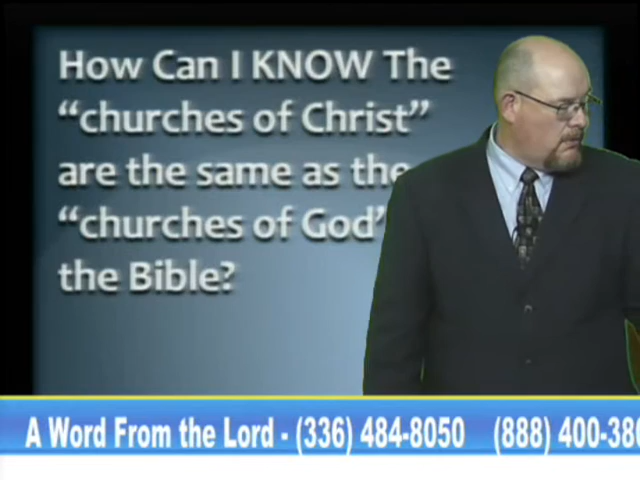 How Can I KNOW The
“churches of Christ”
are the same as the
“churches of God’
the Bible?
A Word From the Lord - (336) 484-8050 (888) 400-380